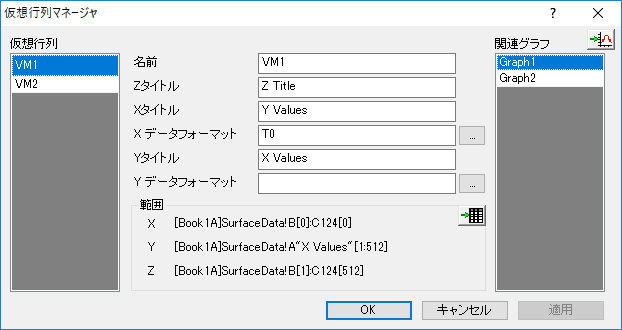 仮想行列マネージャ
?
仮想行列
VM1
VM2
名前
VM1
Zタイトル
Z Title
Xタイトル
Y Values
X データフォーマット
T0
...
Yタイトル
X Values
Y データフォーマット
...
範囲
X [Book1A]SurfaceData!B[0]:C124[0]
Y [Book1A]SurfaceData!A"X Values"[1:512]
Z [Book1A]SurfaceData!B[1]:C124[512]
関連グラフ
Graph1
Graph2
OK
キャンセル
適用